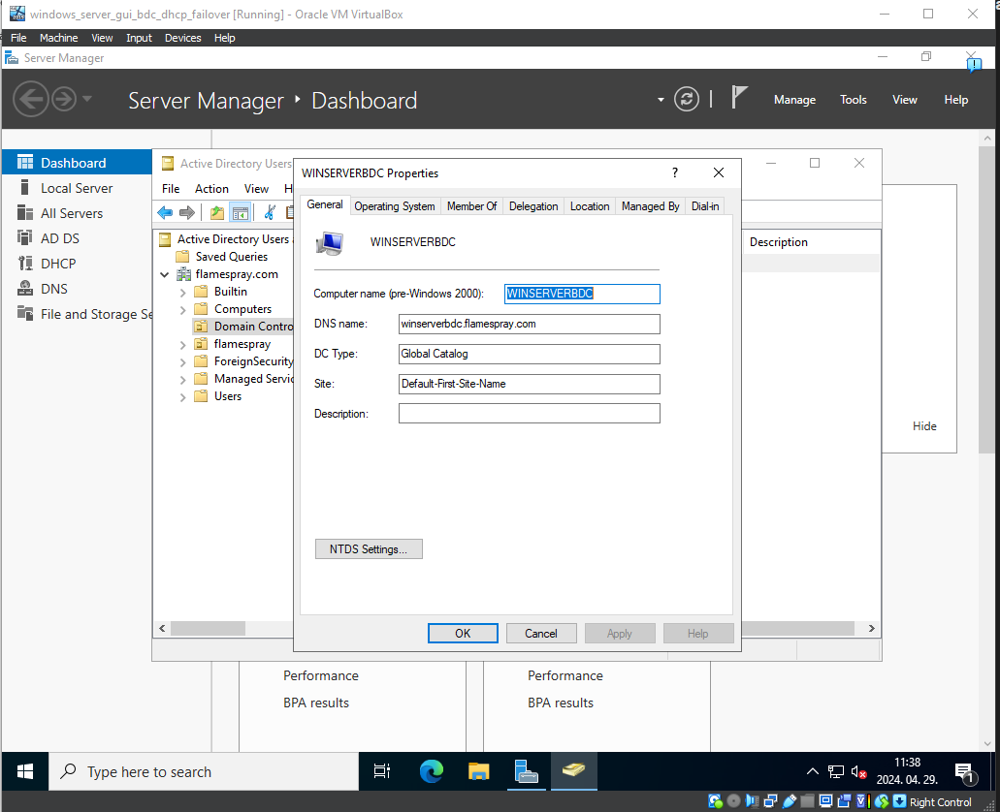 windows_server_gui_bdc_dhcp_failover [Running] - Oracle VM VirtualBox
File Machine View Input Devices Help
Server Manager
Server Manager Dashboard
Manage Tools View Help
Dashboard
Local Server
All Servers
AD DS
DHCP
DNS
File and Storage Se
Active Directory Users
File Action View H
Active Directory Users
Saved Queries
flamespray.com
Builtin
Computers
Domain Contro
flamespray
ForeignSecurity
Managed Servic
Users
Description
WINSERVERBDC Properties
?
General Operating System Member Of Delegation Location Managed By Dial-in
WINSERVERBDC
Computer name (pre-Windows 2000): WINSERVERBDC
DNS name: winserverbdc.flamespray.com
DC Type: Global Catalog
Site: Default-First-Site-Name
Description:
NTDS Settings...
OK Cancel Apply Help
Hide
Performance
BPA results
Performance
BPA results
Type here to search
11:38
2024. 04. 29.
1
Right Control